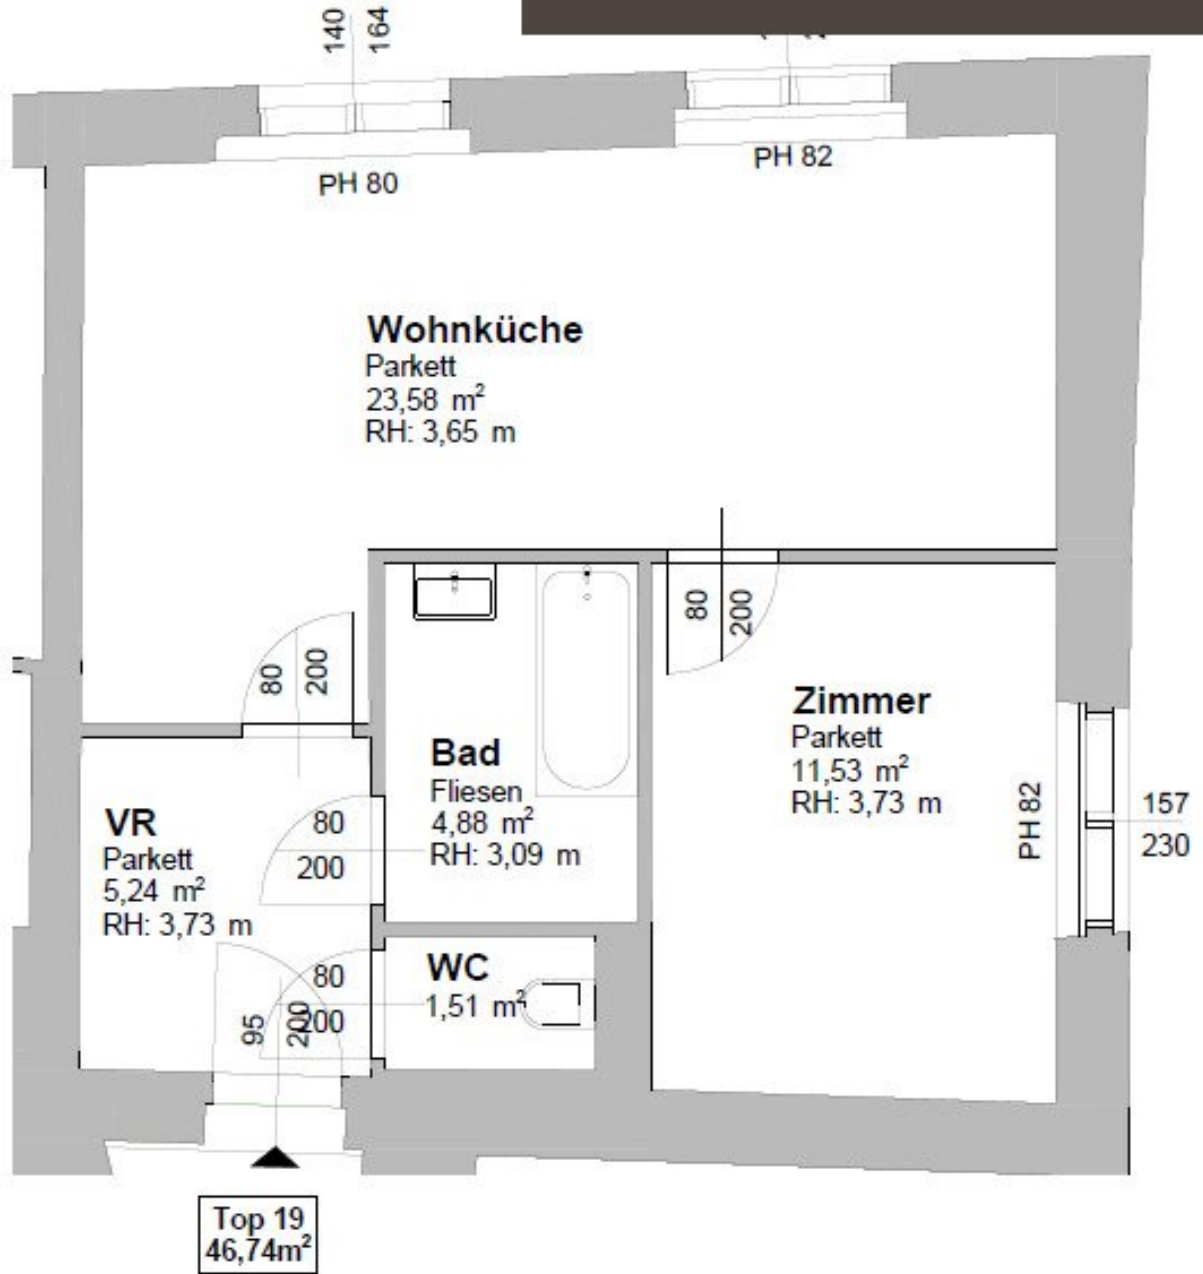 140
164
PH 80
PH 82
Wohnküche
Parkett
23,58 m²
RH: 3,65 m
80
200
80
200
Zimmer
Parkett
11,53 m²
RH: 3,73 m
PH 82
157
230
Bad
Fliesen
4,88 m²
RH: 3,09 m
VR
Parkett
5,24 m²
RH: 3,73 m
80
200
WC
1,51 m²
80
200
95
200
Top 19
46,74m²